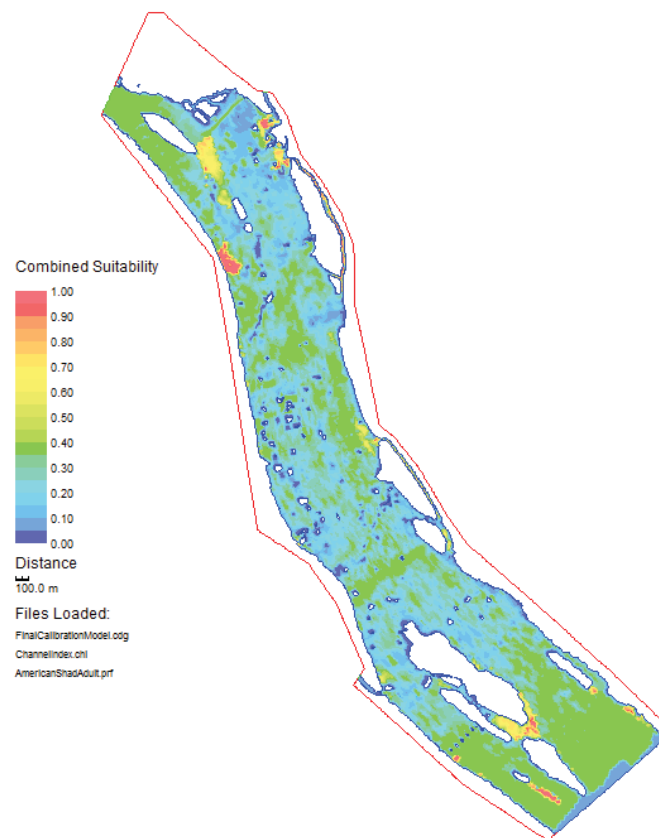 Combined Suitability
1.00
0.90
0.80
0.70
0.60
0.50
0.40
0.30
0.20
0.10
0.00
Distance
100.0 m
Files Loaded:
FinalCalibrationModel.cdg
ChannelIndex.chi
AmericanShadAdult.prf